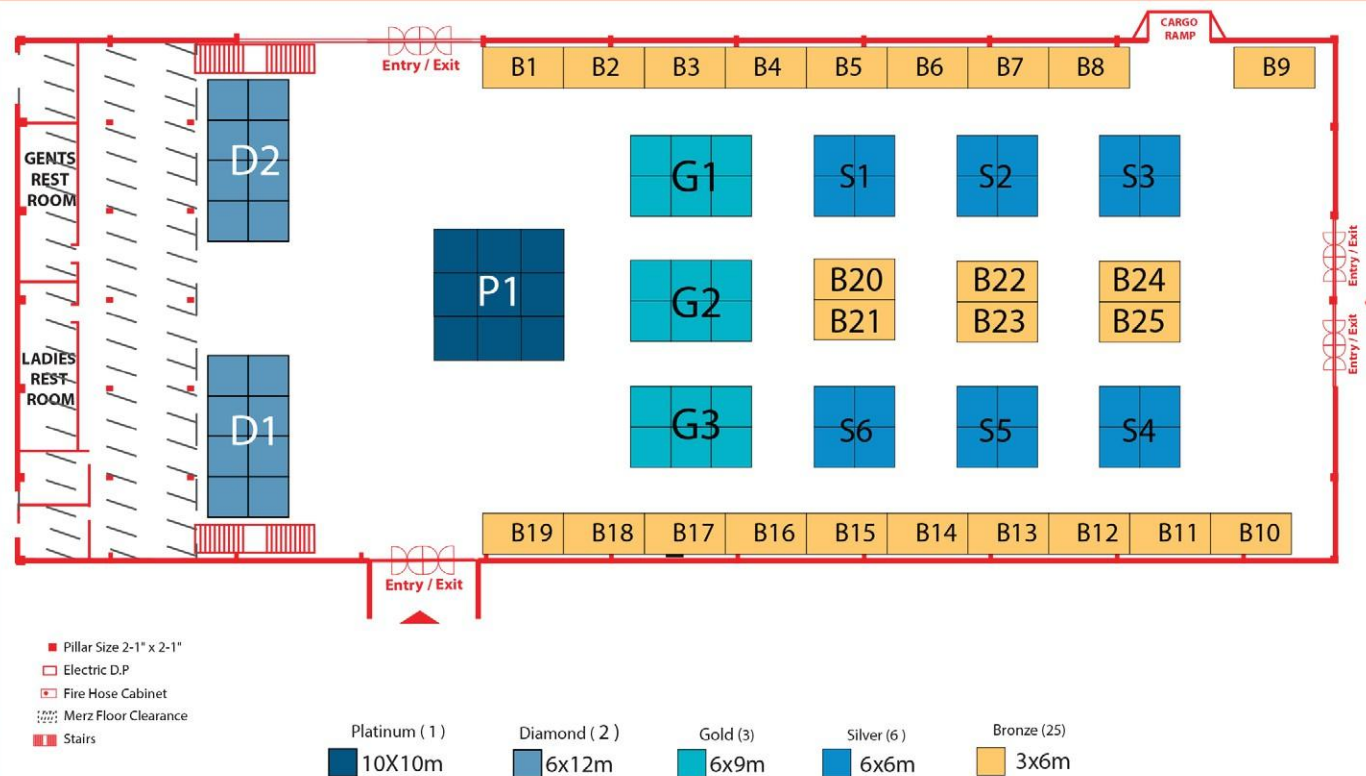 CARGO
RAMP
Entry / Exit
B1 B2 B3 B4 B5 B6 B7 B8 B9
GENTS
REST
ROOM
D2
G1 S1 S2 S3
P1
G2
B20 B22 B24
B21 B23 B25
Entry / Exit
Entry / Exit
LADIES
REST
ROOM
D1
G3 S6 S5 S4
B19 B18 B17 B16 B15 B14 B13 B12 B11 B10
Entry / Exit
Pillar Size 2-1" x 2-1"
Electric D.P
Fire Hose Cabinet
Merz Floor Clearance
Stairs
Platinum ( 1 ) Diamond ( 2 ) Gold (3) Silver (6 ) Bronze (25)
10X10m 6x12m 6x9m 6x6m 3x6m